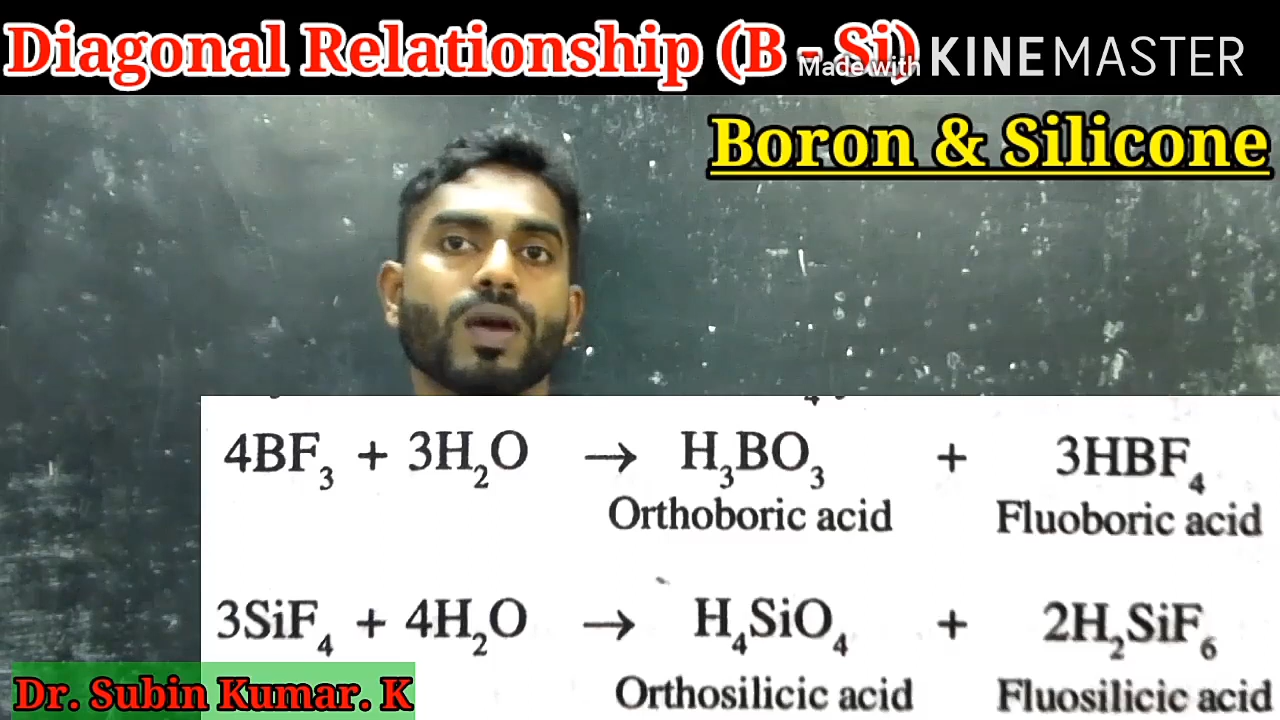 Diagonal Relationship (B - Si)
Made with KINEMASTER
Boron & Silicone
4BF₃ + 3H₂O → H₃BO₃ + 3HBF₄
Orthoboric acid Fluoboric acid
3SiF₄ + 4H₂O → H₄SiO₄ + 2H₂SiF₆
Orthosilicic acid Fluosilicic acid
Dr. Subin Kumar. K